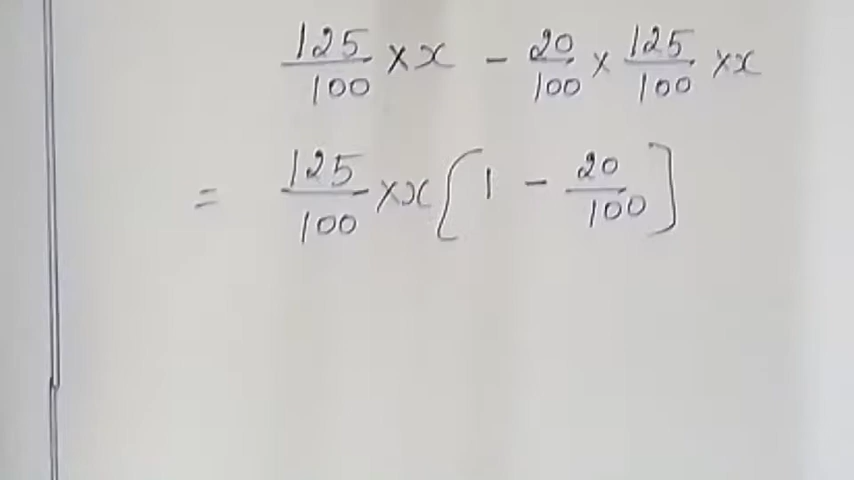 125/100 × x − 20/100 × 125/100 × x
= 125/100 × x [ 1 − 20/100 ]